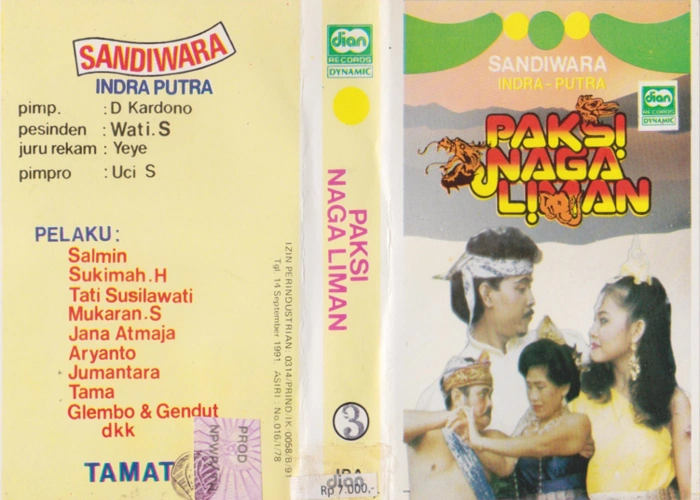 SANDIWARA
INDRA PUTRA
pimp. : D Kardono
pesinden : Wati.S
juru rekam : Yeye
pimpro : Uci S
PELAKU:
Salmin
Sukimah.H
Tati Susilawati
Mukaran.S
Jana Atmaja
Aryanto
Jumantara
Tama
Glembo & Gendut
dkk
TAMAT
PROD
dian
RECORDS
DYNAMIC
PAKSI
NAGA LIMAN
IZIN PERINDUSTRIAN 0314/PRIND/IK 0058/B/91
Tgl. 14 September 1991 ASIRI : No.016/1/78
3
dian
Rp 7.000,-
SANDIWARA
INDRA - PUTRA
dian
RECORDS
DYNAMIC
PAKSI
NAGA
LIMAN